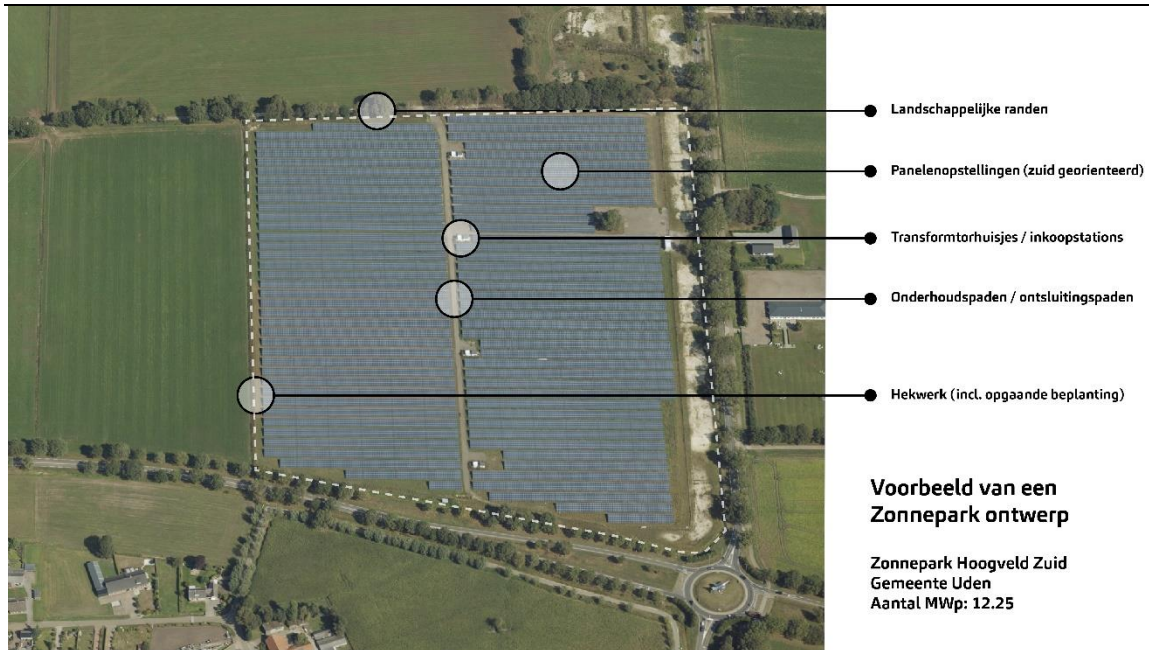 Landschappelijke randen
Panelenopstellingen (zuid georienteerd)
Transformtorhuisjes / inkoopstations
Onderhoudspaden / ontsluitingspaden
Hekwerk (incl. opgaande beplanting)
Voorbeeld van een
Zonnepark ontwerp
Zonnepark Hoogveld Zuid
Gemeente Uden
Aantal MWp: 12.25